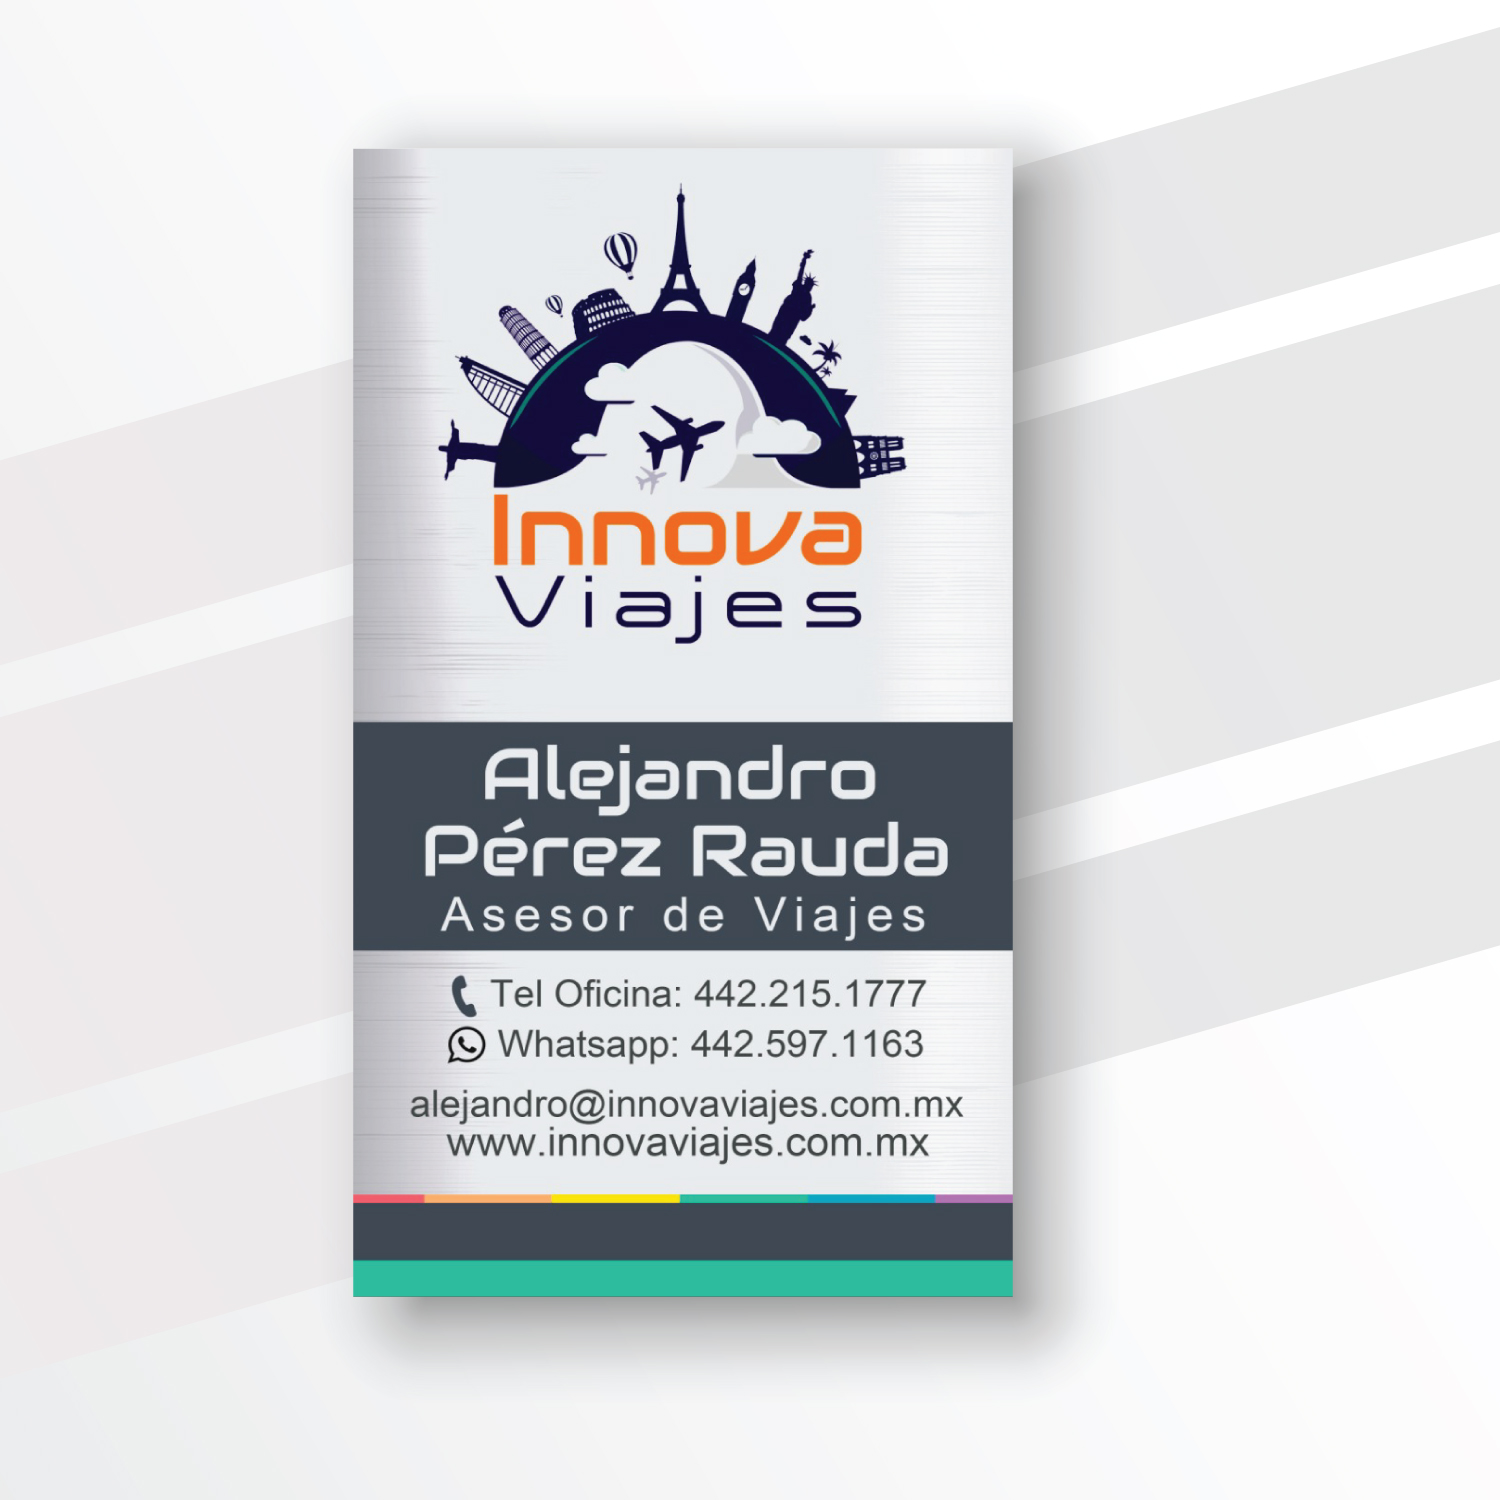 Innova
Viajes
Alejandro
Pérez Rauda
Asesor de Viajes
Tel Oficina: 442.215.1777
Whatsapp: 442.597.1163
alejandro@innovaviajes.com.mx
www.innovaviajes.com.mx